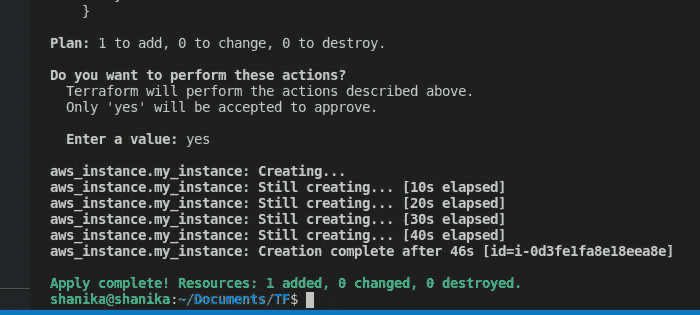 }
Plan: 1 to add, 0 to change, 0 to destroy.
Do you want to perform these actions?
Terraform will perform the actions described above.
Only 'yes' will be accepted to approve.
Enter a value: yes
aws_instance.my_instance: Creating...
aws_instance.my_instance: Still creating... [10s elapsed]
aws_instance.my_instance: Still creating... [20s elapsed]
aws_instance.my_instance: Still creating... [30s elapsed]
aws_instance.my_instance: Still creating... [40s elapsed]
aws_instance.my_instance: Creation complete after 46s [id=i-0d3fe1fa8e18eea8e]
Apply complete! Resources: 1 added, 0 changed, 0 destroyed.
shanika@shanika:~/Documents/TF$